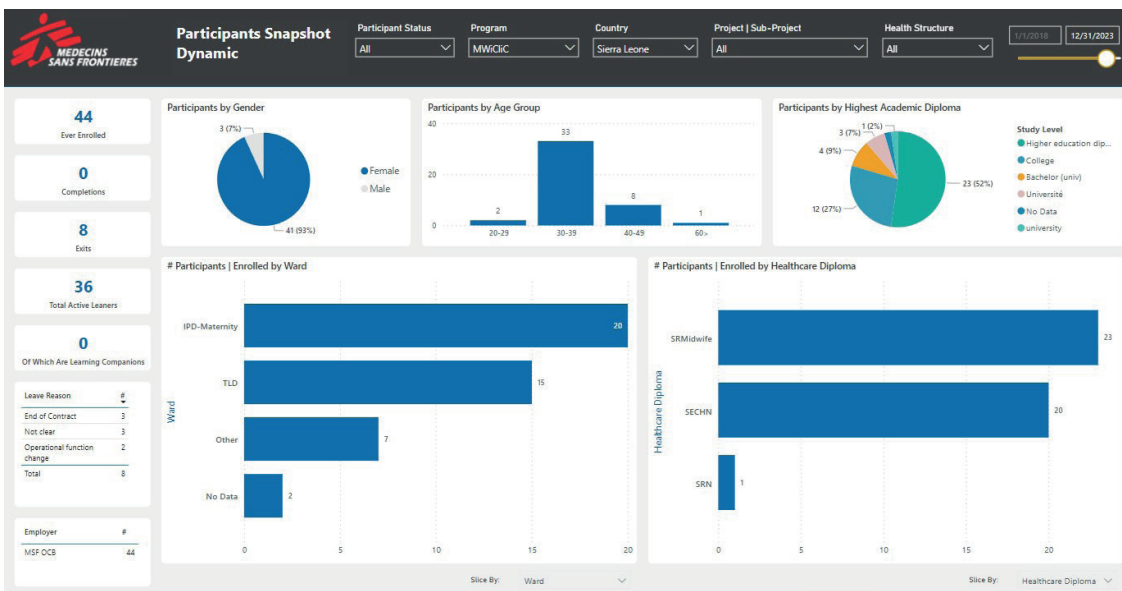 MEDECINS
SANS FRONTIERES
Participants Snapshot
Dynamic
Participant Status
All
Program
MWiCliC
Country
Sierra Leone
Project | Sub-Project
All
Health Structure
All
1/1/2018
12/31/2023
44
Ever Enrolled
0
Completions
8
Exits
36
Total Active Leaners
0
Of Which Are Learning Companions
Leave Reason #
End of Contract 3
Not clear 3
Operational function 2
change
Total 8
Employer #
MSF OCB 44
Participants by Gender
3 (7%)
41 (93%)
Female
Male
Participants by Age Group
40
20
0
2
33
8
1
20-29
30-39
40-49
60>
Participants by Highest Academic Diploma
1 (2%)
3 (7%)
4 (9%)
12 (27%)
23 (52%)
Study Level
Higher education dip...
College
Bachelor (univ)
Université
No Data
university
# Participants | Enrolled by Ward
Ward
IPD-Maternity
20
TLD
15
Other
7
No Data
2
0
5
10
15
20
Slice By: Ward
# Participants | Enrolled by Healthcare Diploma
Healthcare Diploma
SRMidwife
23
SECHN
20
SRN
1
0
5
10
15
20
Slice By: Healthcare Diploma